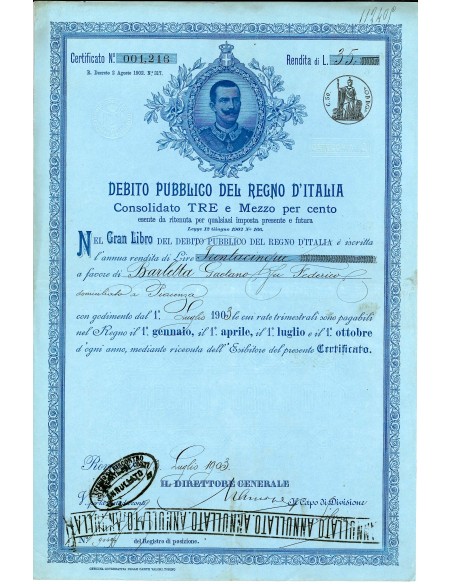 112407
Certificato N.° 001,216
Rendita di L. 35
R. Decreto 2 Agosto 1902, N.° 317.
DEBITO PUBBLICO DEL REGNO D'ITALIA
Consolidato TRE e Mezzo per cento
esente da ritenuta per qualsiasi imposta presente e futura
Legge 12 Giugno 1902 N.° 166.
NEL Gran Libro DEL DEBITO PUBBLICO DEL REGNO D'ITALIA è iscritta
l'annua rendita di Lire Trentacinque
a favore di Barletta Gaetano fu Federico
domiciliato a Piacenza
con godimento dal 1.° Luglio 1903 le cui rate trimestrali sono pagabili
nel Regno il 1.° gennaio, il 1.° aprile, il 1.° luglio e il 1.° ottobre
d'ogni anno, mediante ricevuta dell'Esibitore del presente Certificato.
ANNULLATO
Luglio 1903
IL DIRETTORE GENERALE
Il Capo di Divisione
ANNULLATO ANNULLATO ANNULLATO ANNULLATO
del Registro di posizione.